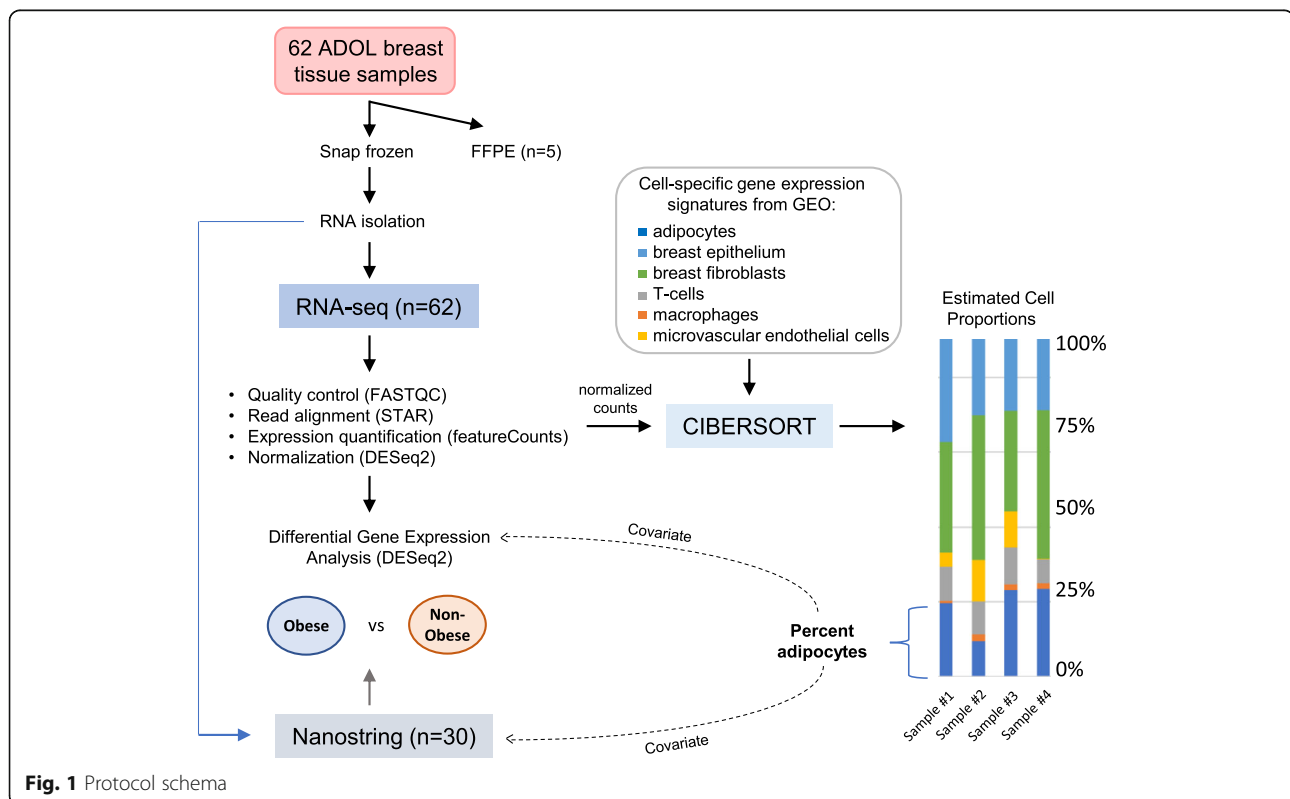 62 ADOL breast
tissue samples
Snap frozen
FFPE (n=5)
RNA isolation
RNA-seq (n=62)
• Quality control (FASTQC)
• Read alignment (STAR)
• Expression quantification (featureCounts)
• Normalization (DESeq2)
normalized
counts
Cell-specific gene expression
signatures from GEO:
adipocytes
breast epithelium
breast fibroblasts
T-cells
macrophages
microvascular endothelial cells
CIBERSORT
Estimated Cell
Proportions
100%
75%
50%
25%
0%
Sample #1
Sample #2
Sample #3
Sample #4
Differential Gene Expression
Analysis (DESeq2)
Covariate
Obese
vs
Non-
Obese
Percent
adipocytes
Nanostring (n=30)
Covariate
Fig. 1 Protocol schema